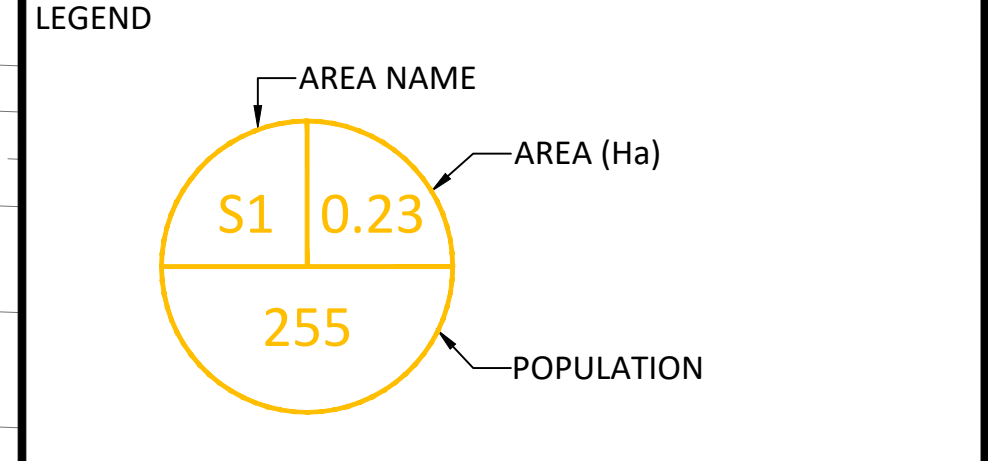 LEGEND
AREA NAME
AREA (Ha)
S1
0.23
255
POPULATION